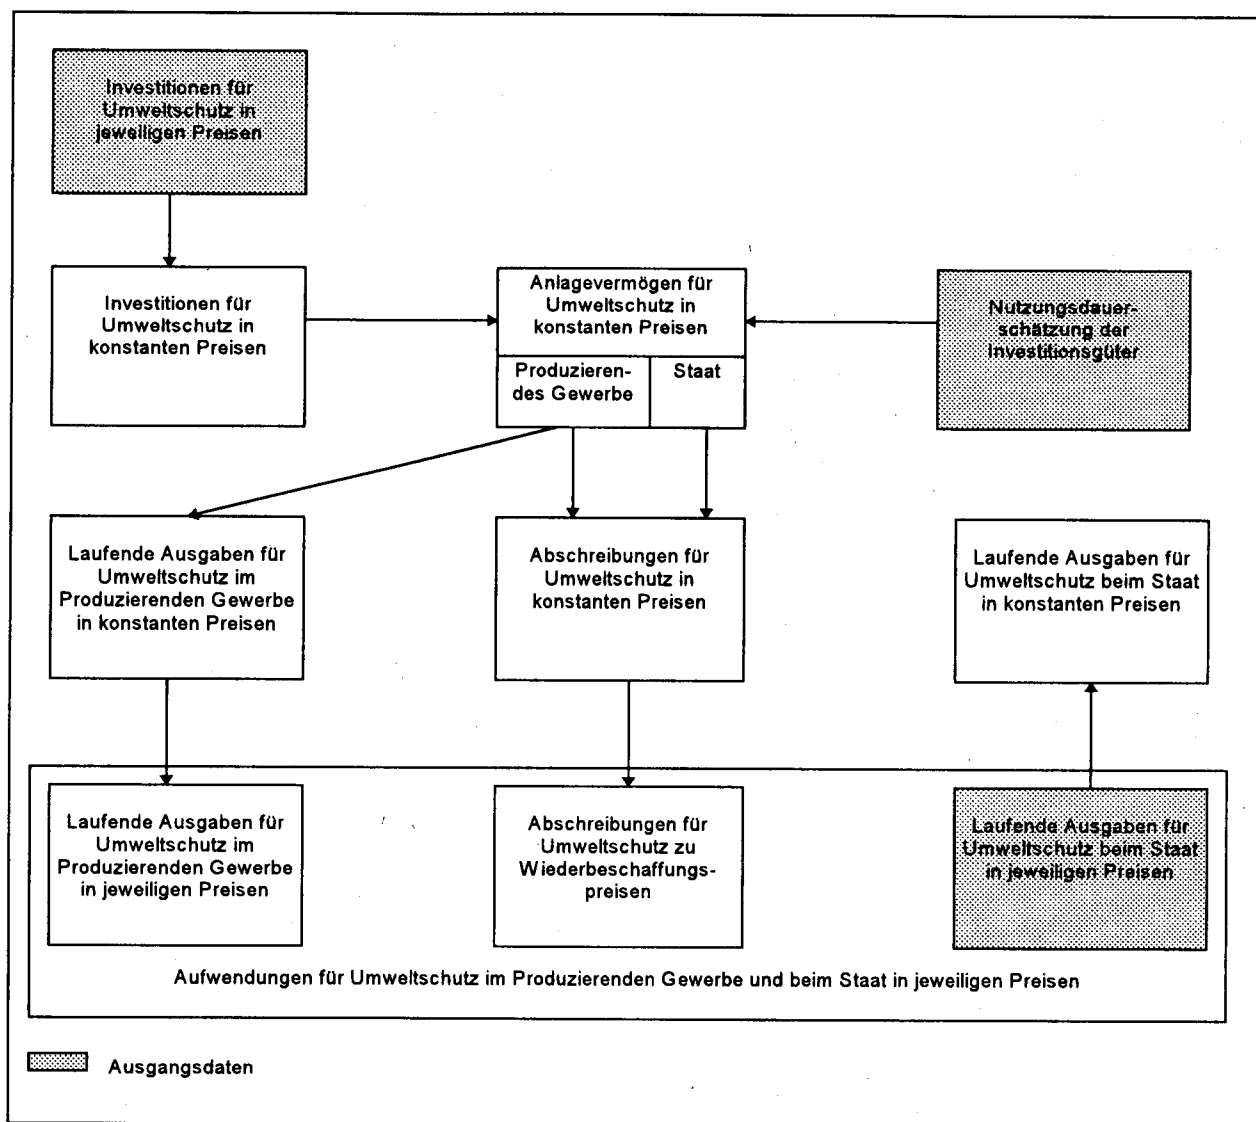 Investitionen für
Umweltschutz in
jeweiligen Preisen
Investitionen für
Umweltschutz in
konstanten Preisen
Anlagevermögen für
Umweltschutz in
konstanten Preisen
Produzieren-
des Gewerbe
Staat
Nutzungsdauer-
schätzung der
Investitionsgüter
Laufende Ausgaben für
Umweltschutz im
Produzierenden Gewerbe
in konstanten Preisen
Abschreibungen für
Umweltschutz in
konstanten Preisen
Laufende Ausgaben für
Umweltschutz beim Staat
in konstanten Preisen
Laufende Ausgaben für
Umweltschutz im
Produzierenden Gewerbe
in jeweiligen Preisen
Abschreibungen für
Umweltschutz zu
Wiederbeschaffungs-
preisen
Laufende Ausgaben für
Umweltschutz beim Staat
in jeweiligen Preisen
Aufwendungen für Umweltschutz im Produzierenden Gewerbe und beim Staat in jeweiligen Preisen
Ausgangsdaten